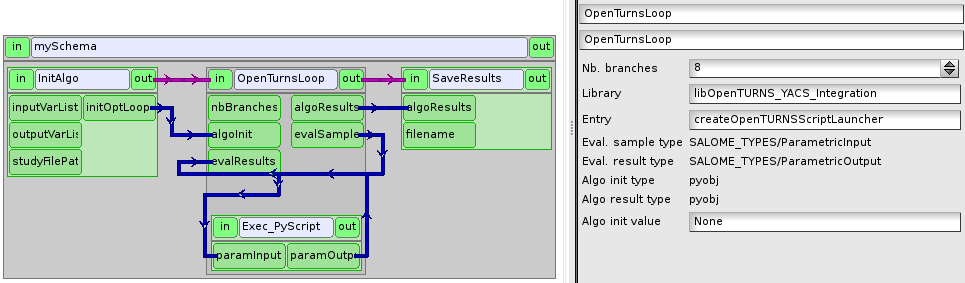 in mySchema out
in InitAlgo out
inputVarList initOptLoop
outputVarLis
studyFilePat
in OpenTurnsLoop out
nbBranches algoResults
algoInit evalSample
evalResults
in SaveResults out
algoResults
filename
in Exec_PyScript out
paramInput paramOutp
OpenTurnsLoop
OpenTurnsLoop
Nb. branches 8
Library libOpenTURNS_YACS_Integration
Entry createOpenTURNSScriptLauncher
Eval. sample type SALOME_TYPES/ParametricInput
Eval. result type SALOME_TYPES/ParametricOutput
Algo init type pyobj
Algo result type pyobj
Algo init value None